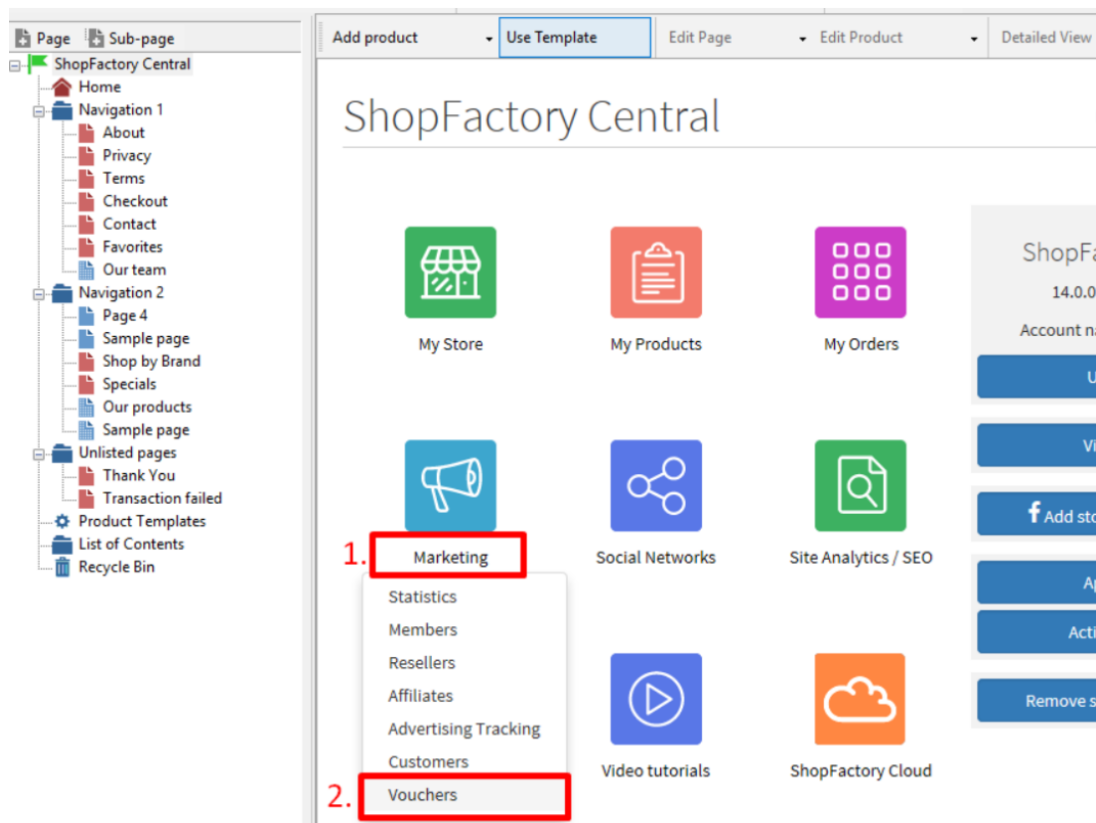 Page Sub-page
ShopFactory Central
Home
Navigation 1
About
Privacy
Terms
Checkout
Contact
Favorites
Our team
Navigation 2
Page 4
Sample page
Shop by Brand
Specials
Our products
Sample page
Unlisted pages
Thank You
Transaction failed
Product Templates
List of Contents
Recycle Bin
Add product Use Template Edit Page Edit Product Detailed View
ShopFactory Central
My Store My Products My Orders
Marketing Social Networks Site Analytics / SEO
1.
Statistics
Members
Resellers
Affiliates
Advertising Tracking
Customers
2. Vouchers
Video tutorials ShopFactory Cloud
ShopFa
14.0.0
Account na
U
Vi
f Add sto
Ap
Acti
Remove s